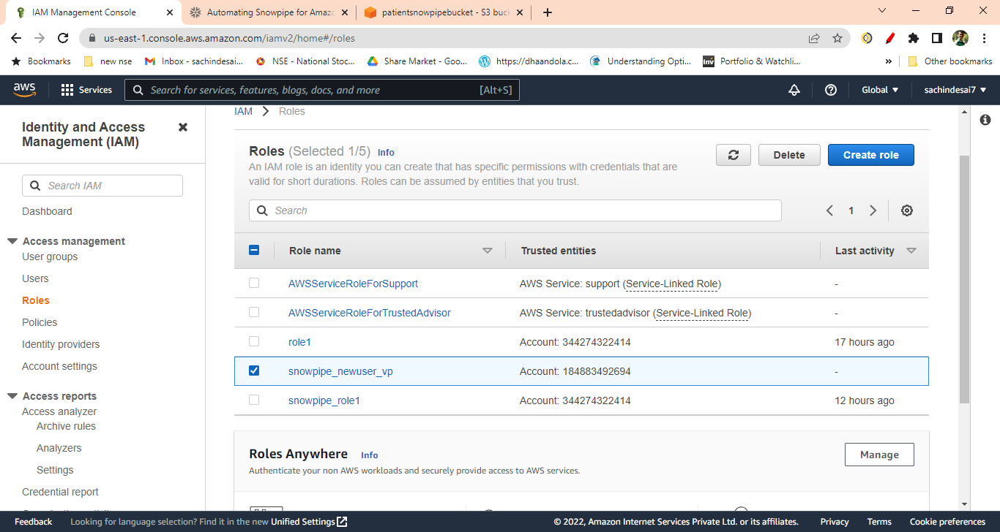 IAM Management Console
Automating Snowpipe for Amazo
patientsnowpipebucket - S3 buck
us-east-1.console.aws.amazon.com/iamv2/home#/roles
Bookmarks
new nse
Inbox - sachindesai...
NSE - National Stoc...
Share Market - Goo...
https://dhaandola.c...
Understanding Opti...
Inv
Portfolio & Watchli...
»
Other bookmarks
aws
Services
Search for services, features, blogs, docs, and more
[Alt+S]
Global
sachindesai7
Identity and Access
Management (IAM)
Search IAM
Dashboard
Access management
User groups
Users
Roles
Policies
Identity providers
Account settings
Access reports
Access analyzer
Archive rules
Analyzers
Settings
Credential report
IAM > Roles
Roles (Selected 1/5) Info
An IAM role is an identity you can create that has specific permissions with credentials that are
valid for short durations. Roles can be assumed by entities that you trust.
Delete
Create role
Search
1
Role name Trusted entities Last activity
AWSServiceRoleForSupport AWS Service: support (Service-Linked Role) -
AWSServiceRoleForTrustedAdvisor AWS Service: trustedadvisor (Service-Linked Role) -
role1 Account: 344274322414 17 hours ago
snowpipe_newuser_vp Account: 184883492694 -
snowpipe_role1 Account: 344274322414 12 hours ago
Roles Anywhere Info
Authenticate your non AWS workloads and securely provide access to AWS services.
Manage
Feedback
Looking for language selection? Find it in the new Unified Settings
© 2022, Amazon Internet Services Private Ltd. or its affiliates.
Privacy
Terms
Cookie preferences